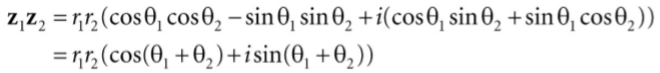 z₁z₂ = r₁r₂(cosθ₁ cosθ₂ − sinθ₁ sinθ₂ + i(cosθ₁ sinθ₂ + sinθ₁ cosθ₂))
= r₁r₂(cos(θ₁ + θ₂) + i sin(θ₁ + θ₂))